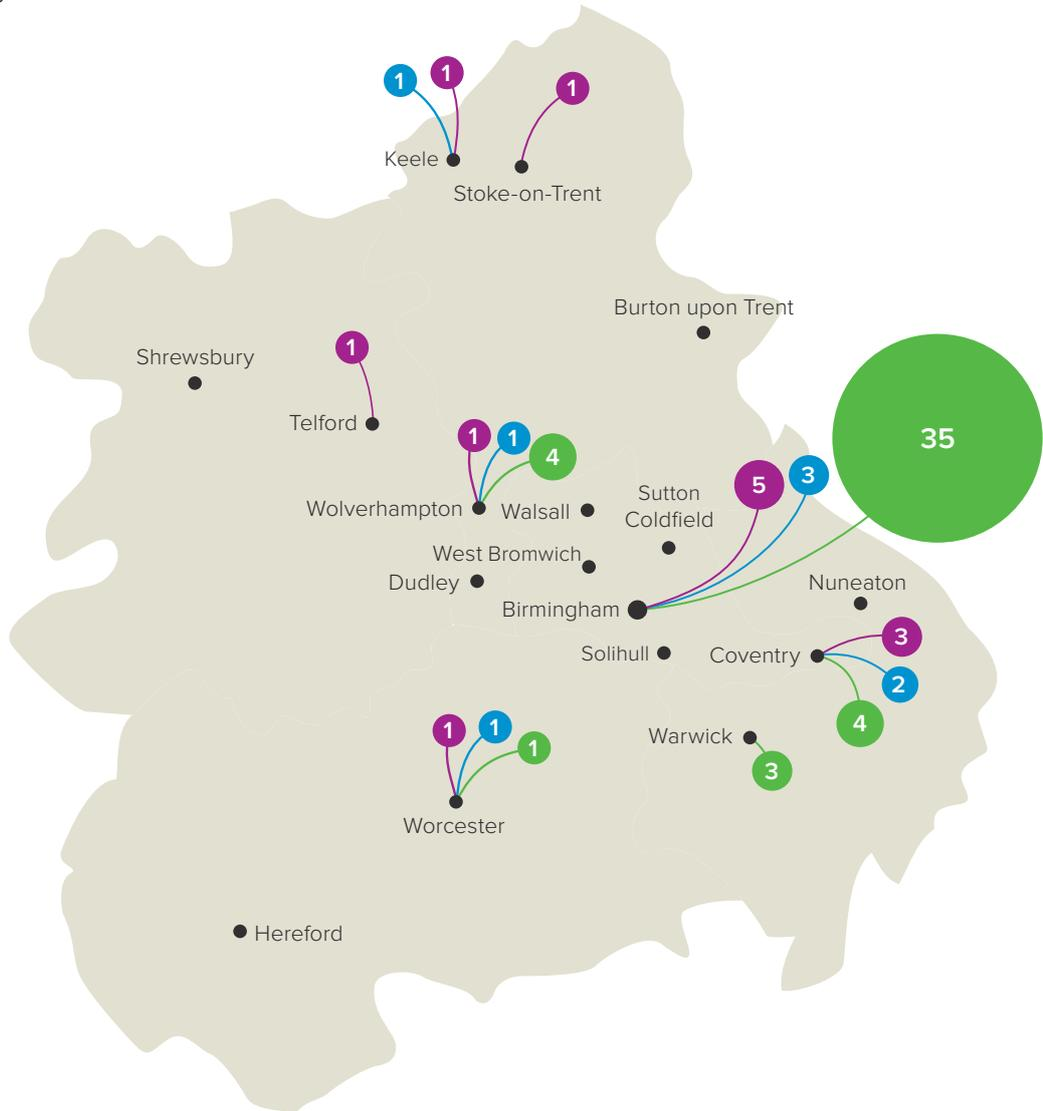 1
1
1
Keele
Stoke-on-Trent
Burton upon Trent
Shrewsbury
1
Telford
35
1
1
4
5
3
Wolverhampton
Walsall
Sutton
Coldfield
West Bromwich
Dudley
Birmingham
Nuneaton
3
Solihull
Coventry
2
4
1
1
1
Warwick
3
Worcester
Hereford